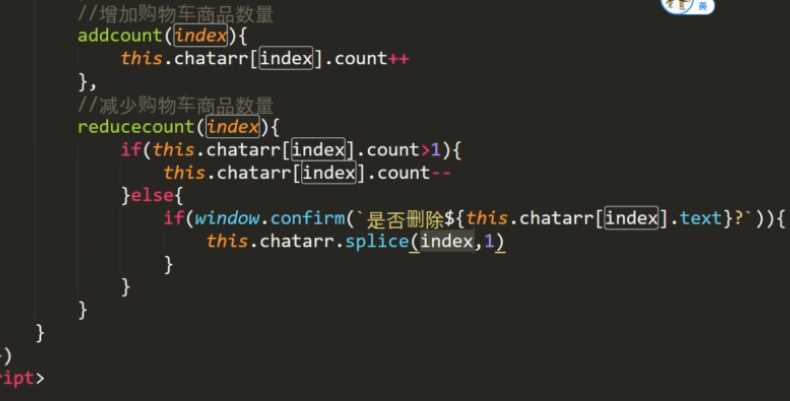 英
//增加购物车商品数量
addcount(index){
this.chatarr[index].count++
},
//减少购物车商品数量
reducecount(index){
if(this.chatarr[index].count>1){
this.chatarr[index].count--
}else{
if(window.confirm(`是否删除${this.chatarr[index].text}?`)){
this.chatarr.splice(index,1)
}
}
}
}
)
ript>